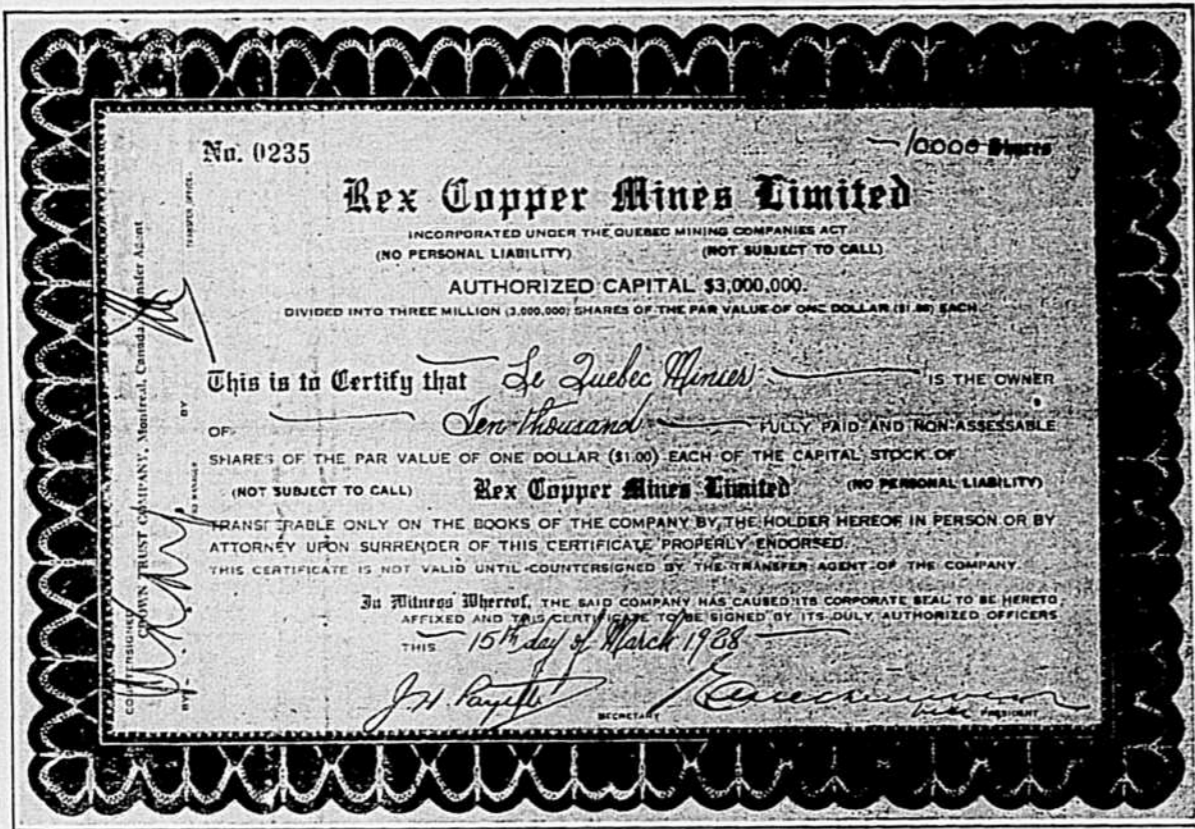 No. 0235
10000 Shares
Rex Copper Mines Limited
INCORPORATED UNDER THE QUEBEC MINING COMPANIES ACT
(NO PERSONAL LIABILITY) (NOT SUBJECT TO CALL)
AUTHORIZED CAPITAL $3,000,000.
DIVIDED INTO THREE MILLION (3,000,000) SHARES OF THE PAR VALUE OF ONE DOLLAR ($1.00) EACH
This is to Certify that Le Quebec Minier IS THE OWNER
OF Ten Thousand FULLY PAID AND NON-ASSESSABLE
SHARES OF THE PAR VALUE OF ONE DOLLAR ($1.00) EACH OF THE CAPITAL STOCK OF
(NOT SUBJECT TO CALL) Rex Copper Mines Limited (NO PERSONAL LIABILITY)
TRANSFERABLE ONLY ON THE BOOKS OF THE COMPANY BY THE HOLDER HEREOF IN PERSON OR BY
ATTORNEY UPON SURRENDER OF THIS CERTIFICATE PROPERLY ENDORSED.
THIS CERTIFICATE IS NOT VALID UNTIL COUNTERSIGNED BY THE TRANSFER AGENT OF THE COMPANY.
In Witness Whereof, THE SAID COMPANY HAS CAUSED ITS CORPORATE SEAL TO BE HERETO
AFFIXED AND THIS CERTIFICATE TO BE SIGNED BY ITS DULY AUTHORIZED OFFICERS
THIS 15th day of March 1928
J. H. Payette
SECRETARY Vice PRESIDENT
COUNTERSIGNED
CROWN TRUST COMPANY, Montreal, Canada, Transfer Agent
BY BY
MANAGER TRANSFER OFFICE